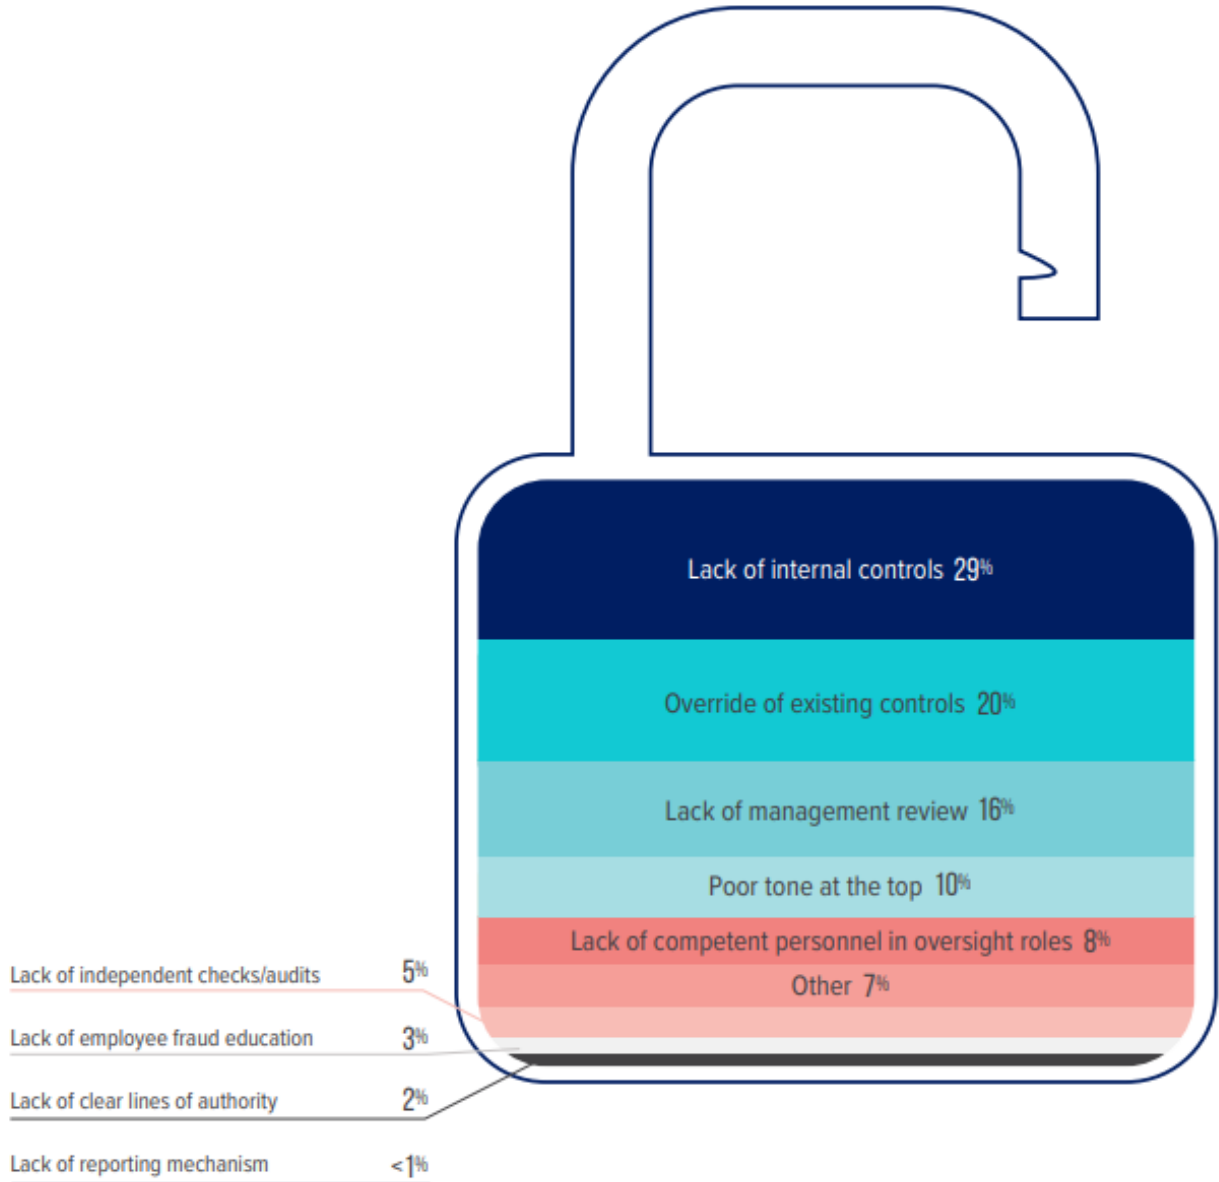 Lack of internal controls 29%
Override of existing controls 20%
Lack of management review 16%
Poor tone at the top 10%
Lack of competent personnel in oversight roles 8%
Other 7%
Lack of independent checks/audits 5%
Lack of employee fraud education 3%
Lack of clear lines of authority 2%
Lack of reporting mechanism <1%